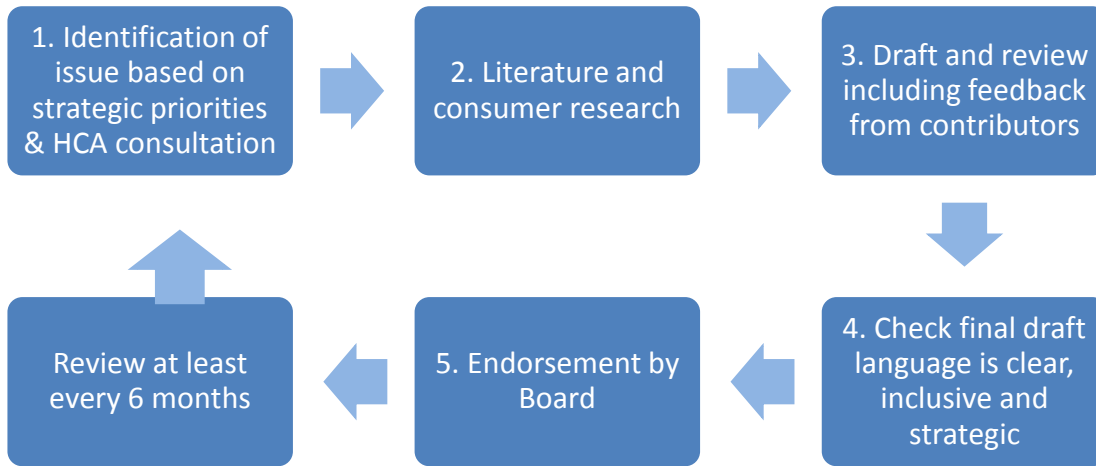 1. Identification of
issue based on
strategic priorities
& HCA consultation
2. Literature and
consumer research
3. Draft and review
including feedback
from contributors
4. Check final draft
language is clear,
inclusive and
strategic
5. Endorsement by
Board
Review at least
every 6 months